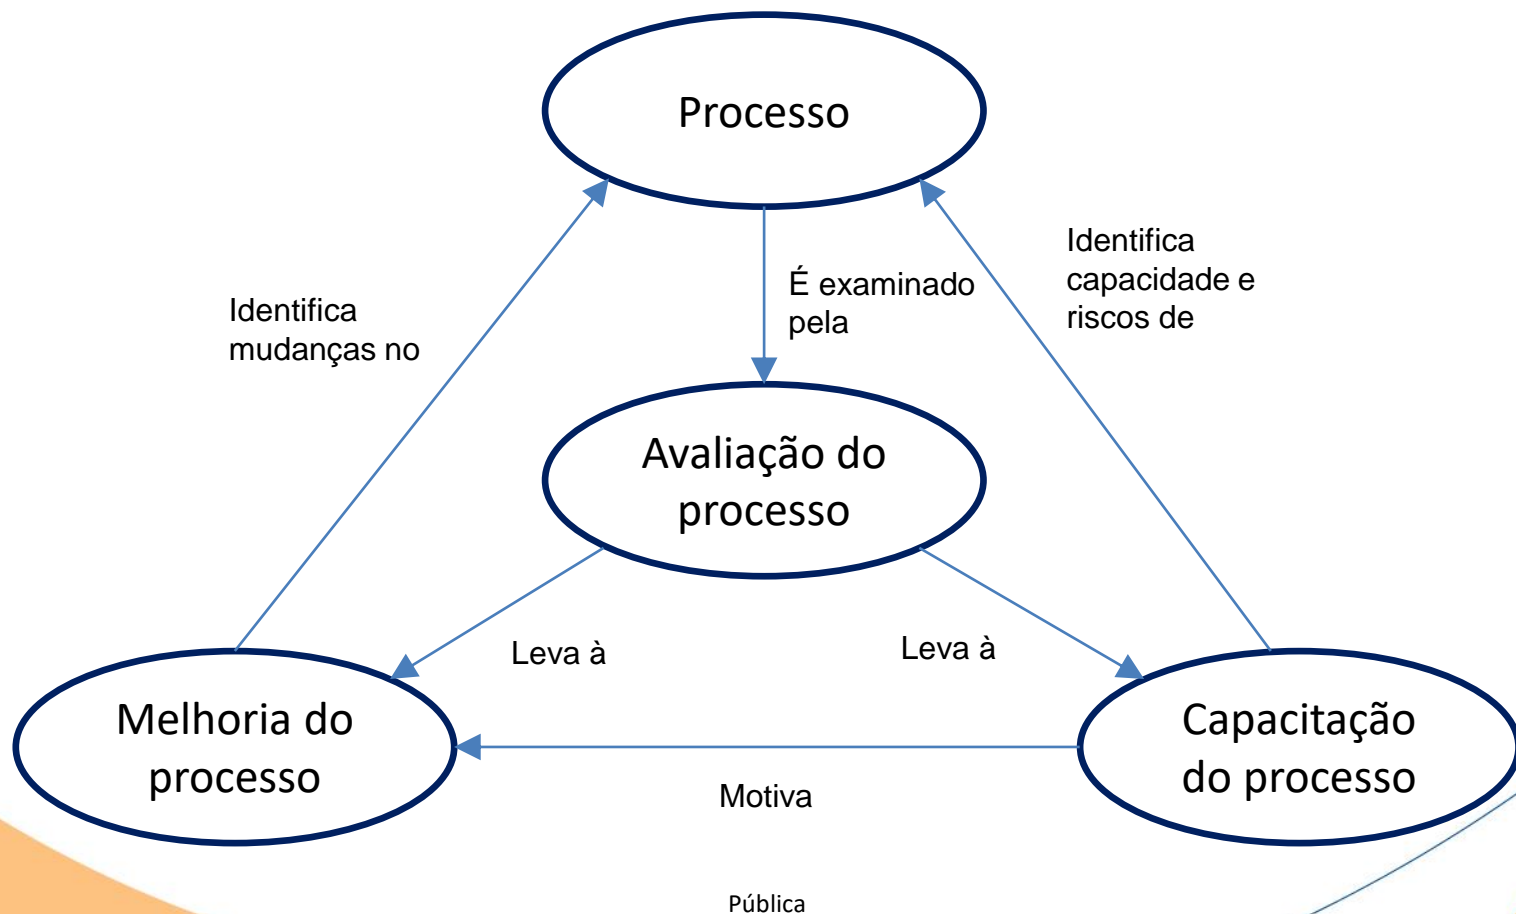 Processo
Identifica
capacidade e
riscos de
É examinado
pela
Identifica
mudanças no
Avaliação do
processo
Leva à
Leva à
Melhoria do
processo
Capacitação
do processo
Motiva
Pública